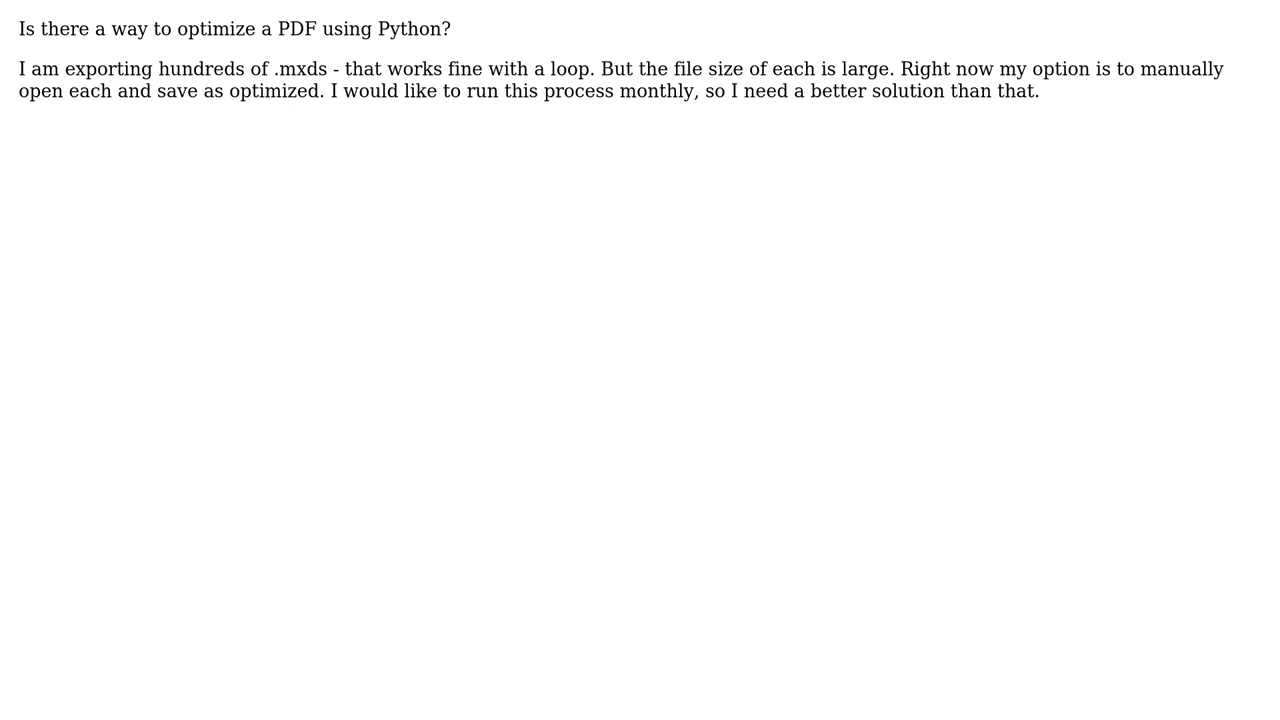 Is there a way to optimize a PDF using Python?
I am exporting hundreds of .mxds - that works fine with a loop. But the file size of each is large. Right now my option is to manually
open each and save as optimized. I would like to run this process monthly, so I need a better solution than that.